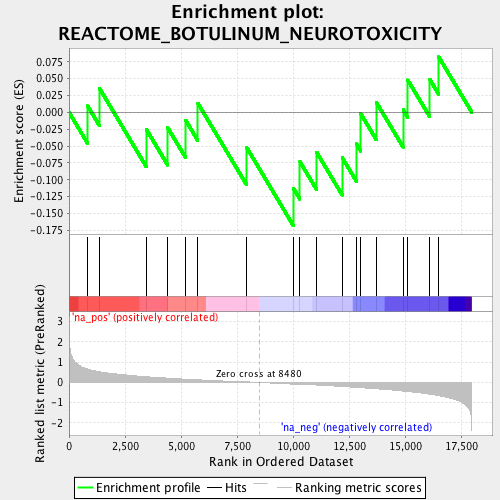 Enrichment plot:
REACTOME_BOTULINUM_NEUROTOXICITY
Enrichment score (ES)
0.075
0.050
0.025
0.000
-0.025
-0.050
-0.075
-0.100
-0.125
-0.150
-0.175
'na_pos' (positively correlated)
Ranked list metric (PreRanked)
3
2
1
0
-1
-2
Zero cross at 8480
'na_neg' (negatively correlated)
0 2,500 5,000 7,500 10,000 12,500 15,000 17,500
Rank in Ordered Dataset
Enrichment profile Hits Ranking metric scores